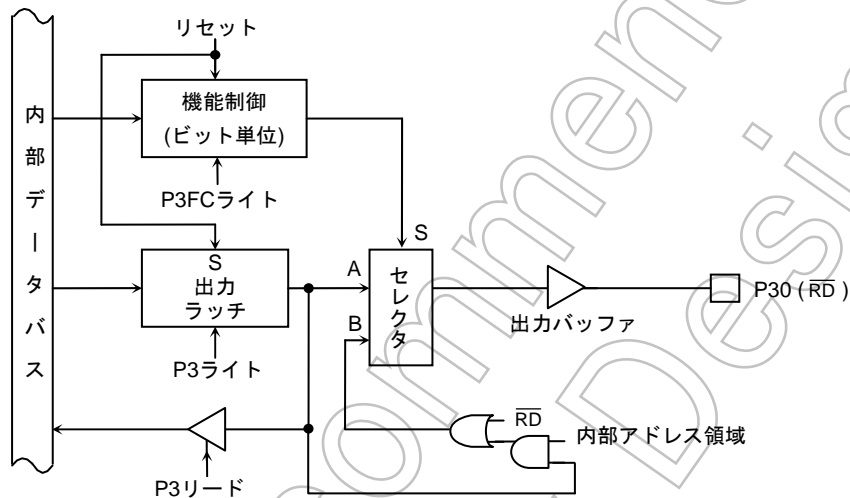 リセット
内部データバス
機能制御
(ビット単位)
P3FCライト
S
S
出力
ラッチ
A
B
セレクタ
P30 (RD)
出力バッファ
P3ライト
RD
内部アドレス領域
P3リード